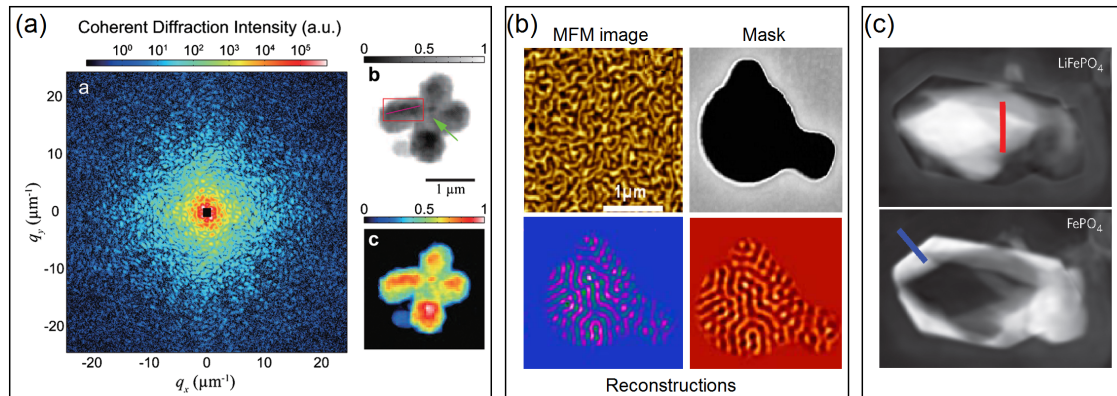 (a)
Coherent Diffraction Intensity (a.u.)
10⁰ 10¹ 10² 10³ 10⁴ 10⁵
a
20
10
0
-10
-20
q_y (µm⁻¹)
-20 -10 0 10 20
q_x (µm⁻¹)
0 0.5 1
b
1 µm
0 0.5 1
c
(b)
MFM image Mask
1µm
Reconstructions
(c)
LiFePO₄
FePO₄